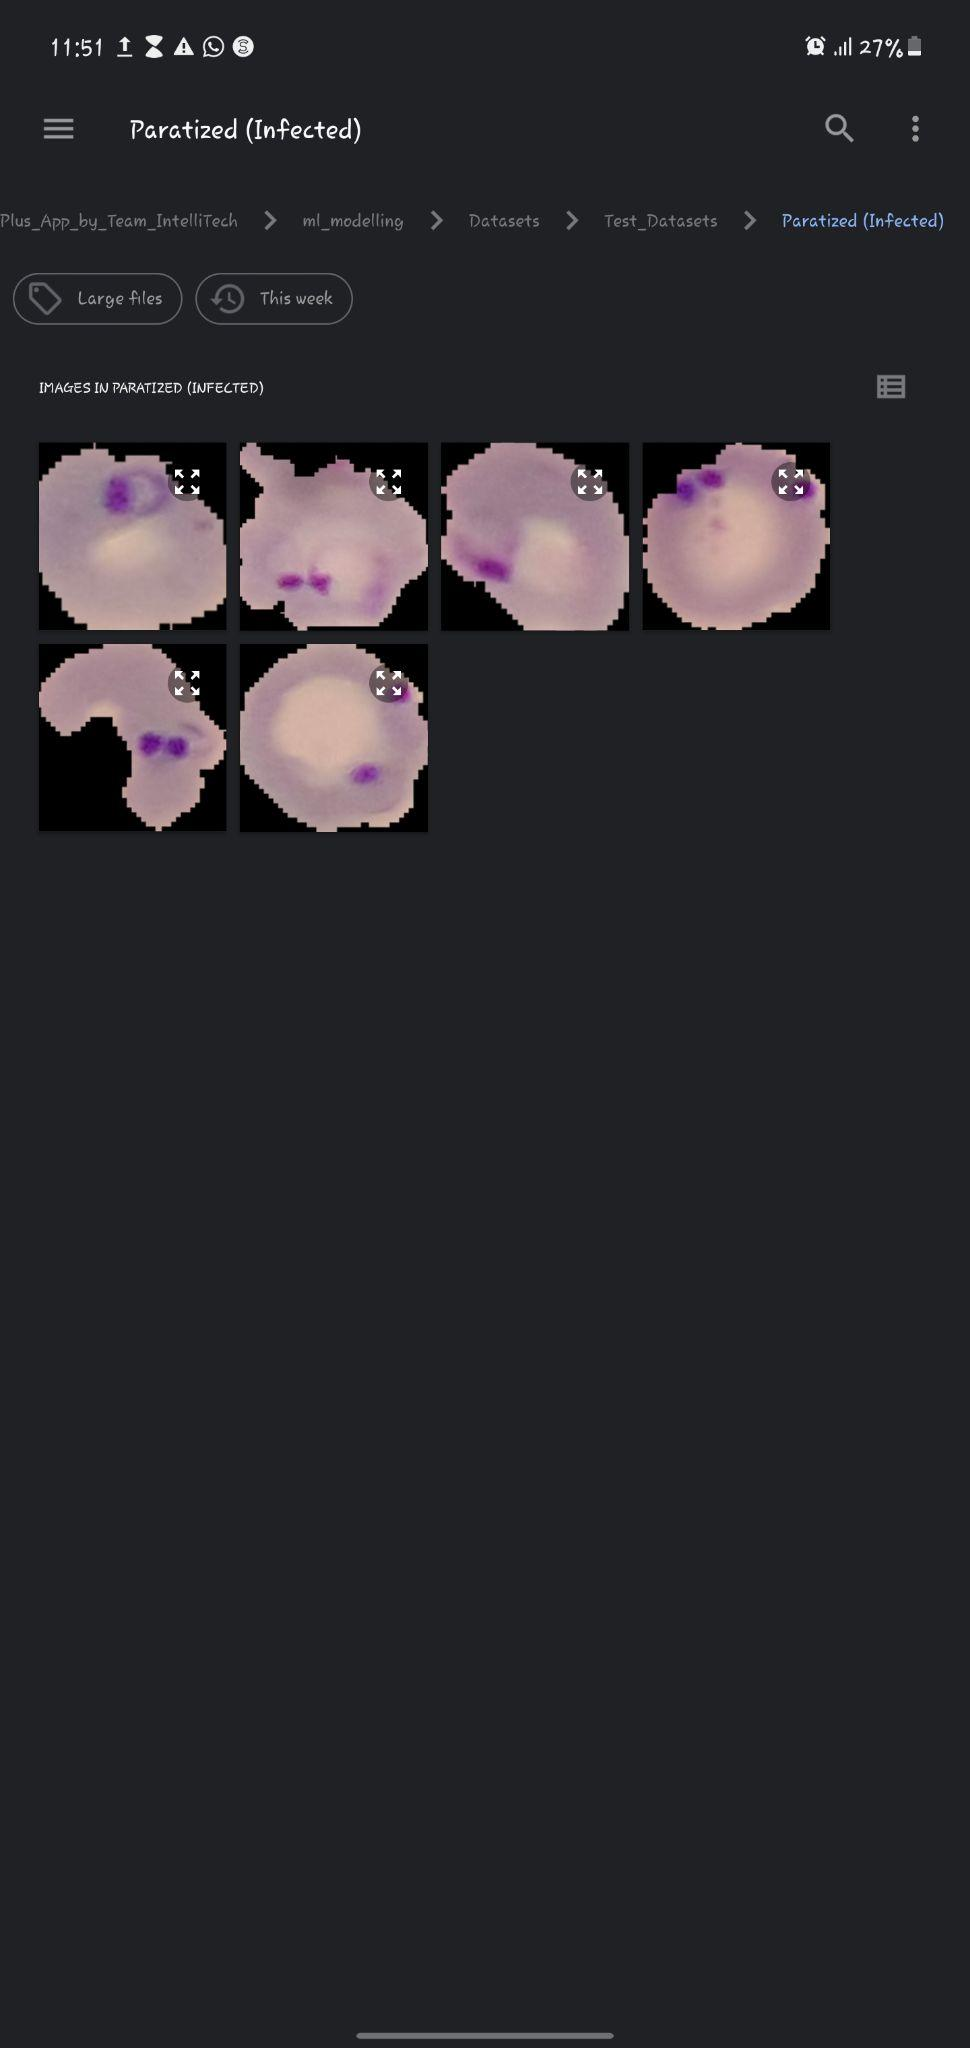 11:51 27%
Paratized (Infected)
Plus_App_by_Team_IntelliTech ml_modelling Datasets Test_Datasets Paratized (Infected)
Large files This week
IMAGES IN PARATIZED (INFECTED)